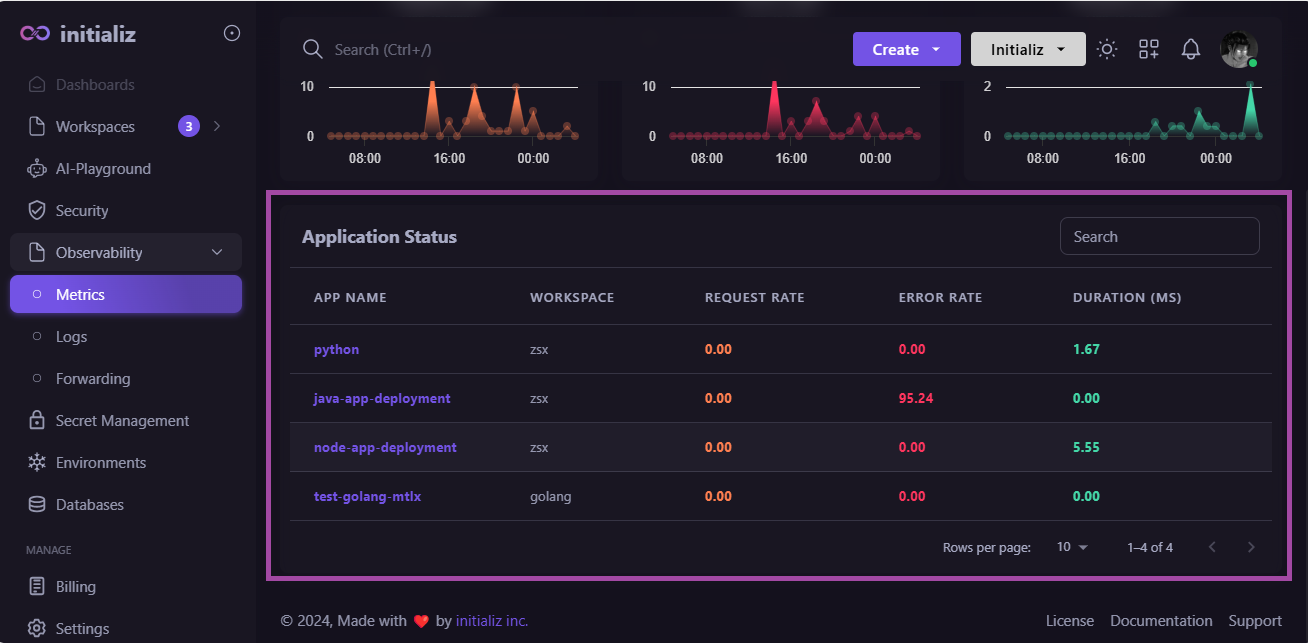 initializ
Dashboards
Workspaces 3
AI-Playground
Security
Observability
Metrics
Logs
Forwarding
Secret Management
Environments
Databases
MANAGE
Billing
Settings
Search (Ctrl+/)
Create
Initializ
10
0
08:00 16:00 00:00
10
0
08:00 16:00 00:00
2
0
08:00 16:00 00:00
Application Status
Search
APP NAME WORKSPACE REQUEST RATE ERROR RATE DURATION (MS)
python zsx 0.00 0.00 1.67
java-app-deployment zsx 0.00 95.24 0.00
node-app-deployment zsx 0.00 0.00 5.55
test-golang-mtlx golang 0.00 0.00 0.00
Rows per page: 10 1–4 of 4
© 2024, Made with ❤️ by initializ inc.
License Documentation Support